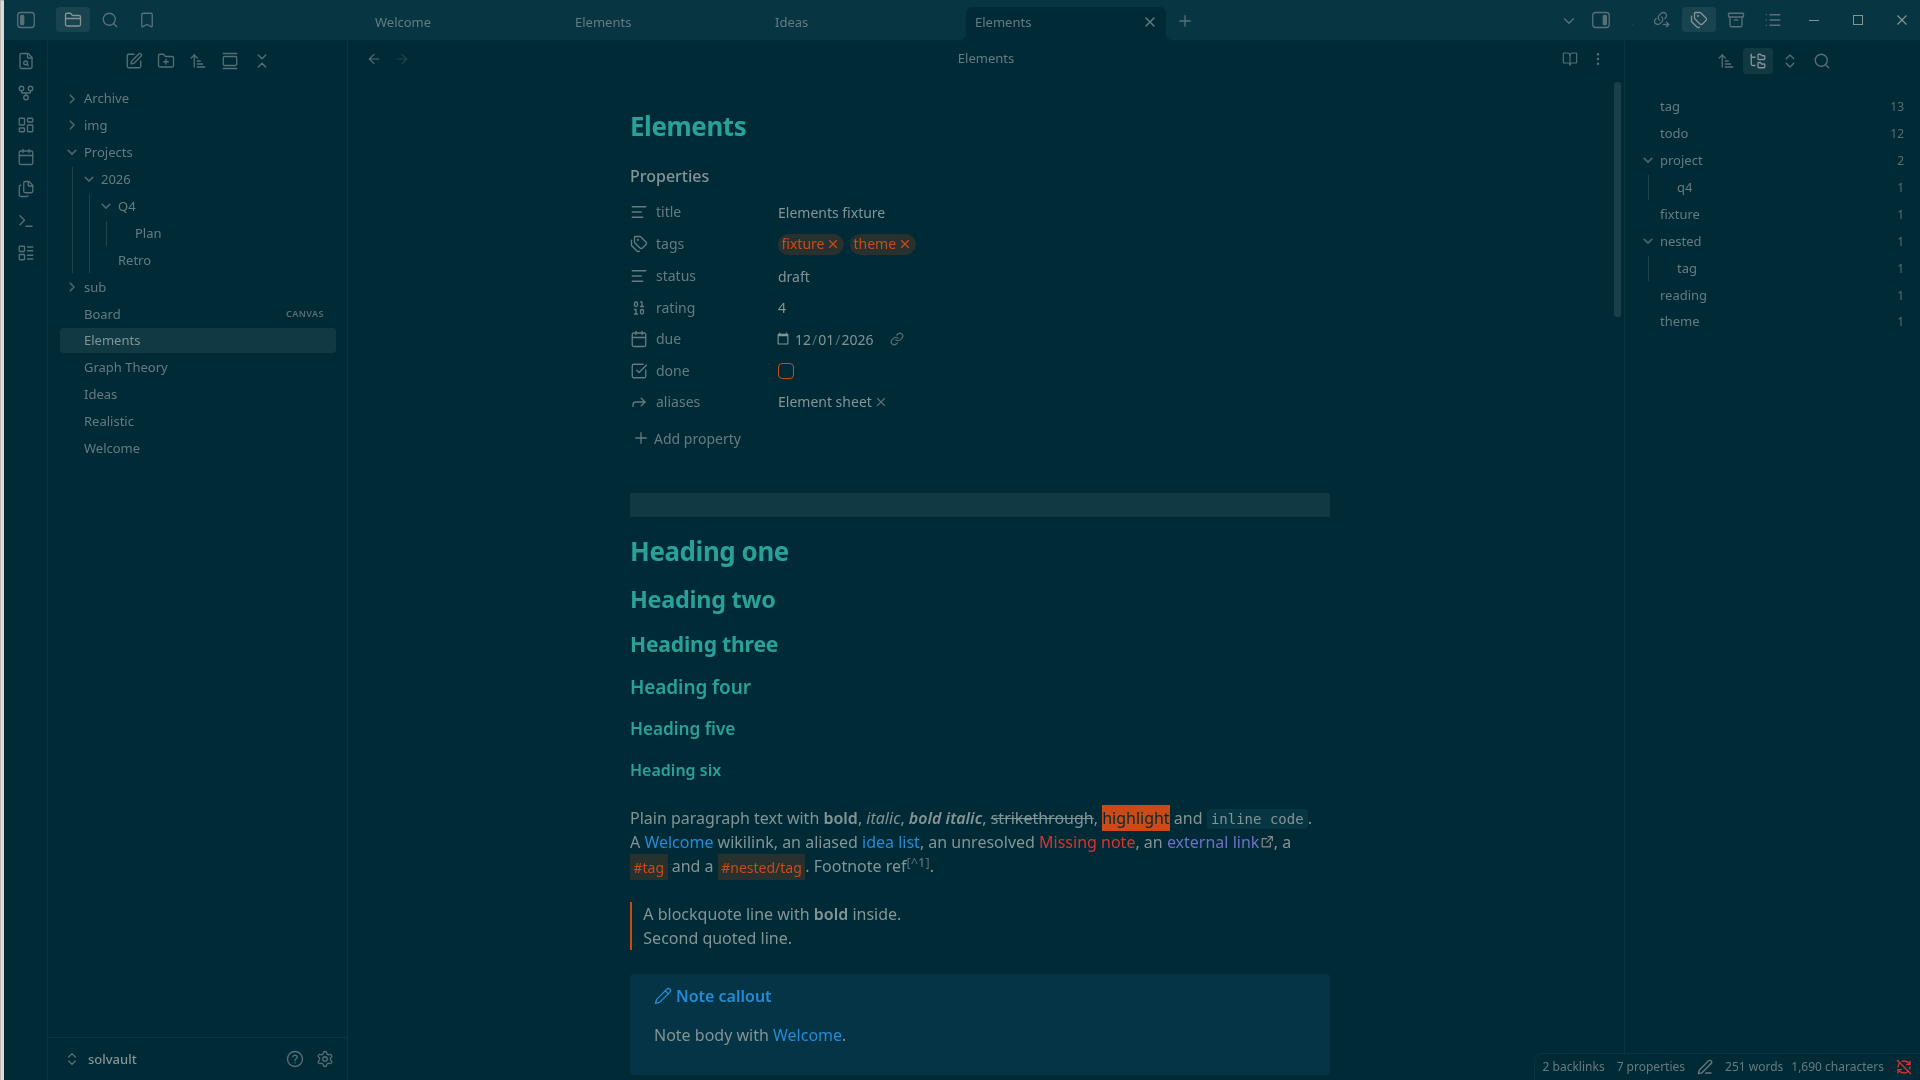 Welcome
Elements
Ideas
Elements
Elements
Archive
img
Projects
2026
Q4
Plan
Retro
sub
Board CANVAS
Elements
Graph Theory
Ideas
Realistic
Welcome
solvault
Elements
Properties
title Elements fixture
tags fixture theme
status draft
rating 4
due 12/01/2026
done
aliases Element sheet
Add property
Heading one
Heading two
Heading three
Heading four
Heading five
Heading six
Plain paragraph text with bold, italic, bold italic, strikethrough, highlight and inline code.
A Welcome wikilink, an aliased idea list, an unresolved Missing note, an external link, a
#tag and a #nested/tag. Footnote ref[^1].
A blockquote line with bold inside.
Second quoted line.
Note callout
Note body with Welcome.
tag 13
todo 12
project 2
q4 1
fixture 1
nested 1
tag 1
reading 1
theme 1
2 backlinks 7 properties 251 words 1,690 characters